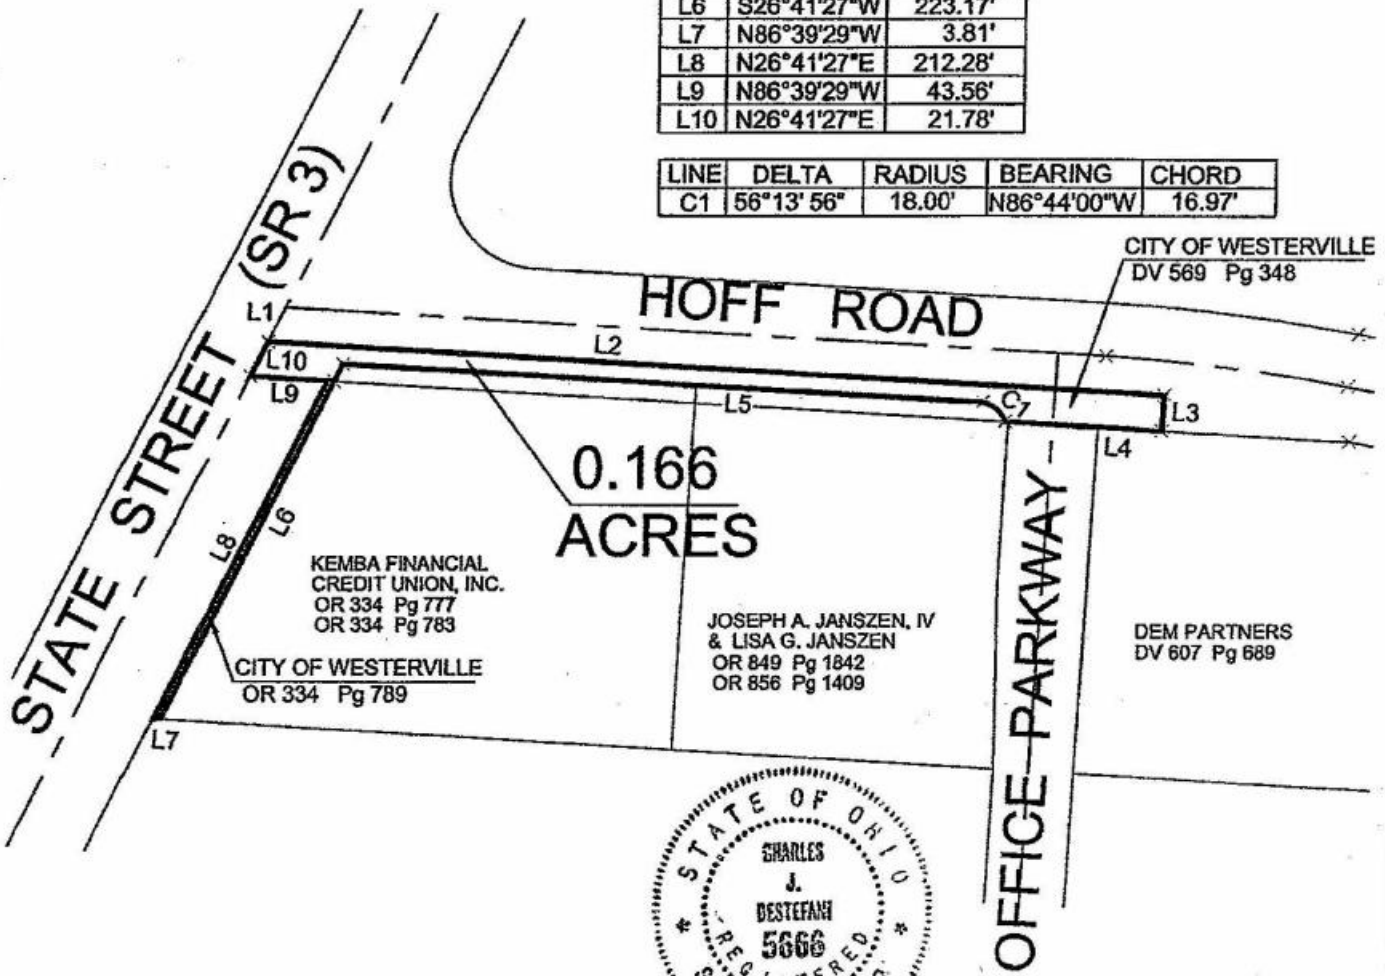 L6 S26°41'27"W 223.17'
L7 N86°39'29"W 3.81'
L8 N26°41'27"E 212.28'
L9 N86°39'29"W 43.56'
L10 N26°41'27"E 21.78'
LINE DELTA RADIUS BEARING CHORD
C1 56°13'56" 18.00' N86°44'00"W 16.97'
CITY OF WESTERVILLE
DV 569 Pg 348
STATE STREET (SR 3)
HOFF ROAD
L1
L2
L10
L9
L5
C1
L3
L4
0.166
ACRES
L8
L6
KEMBA FINANCIAL
CREDIT UNION, INC.
OR 334 Pg 777
OR 334 Pg 783
CITY OF WESTERVILLE
OR 334 Pg 789
L7
JOSEPH A. JANSZEN, IV
& LISA G. JANSZEN
OR 849 Pg 1842
OR 856 Pg 1409
OFFICE PARKWAY
DEM PARTNERS
DV 607 Pg 689
STATE OF OHIO
CHARLES
J.
DESTEFANI
5666
REGISTERED